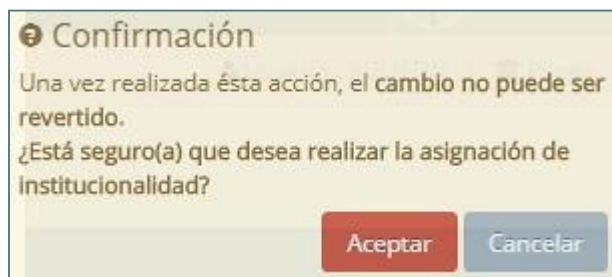 Confirmación
Una vez realizada ésta acción, el cambio no puede ser
revertido.
¿Está seguro(a) que desea realizar la asignación de
institucionalidad?
Aceptar Cancelar